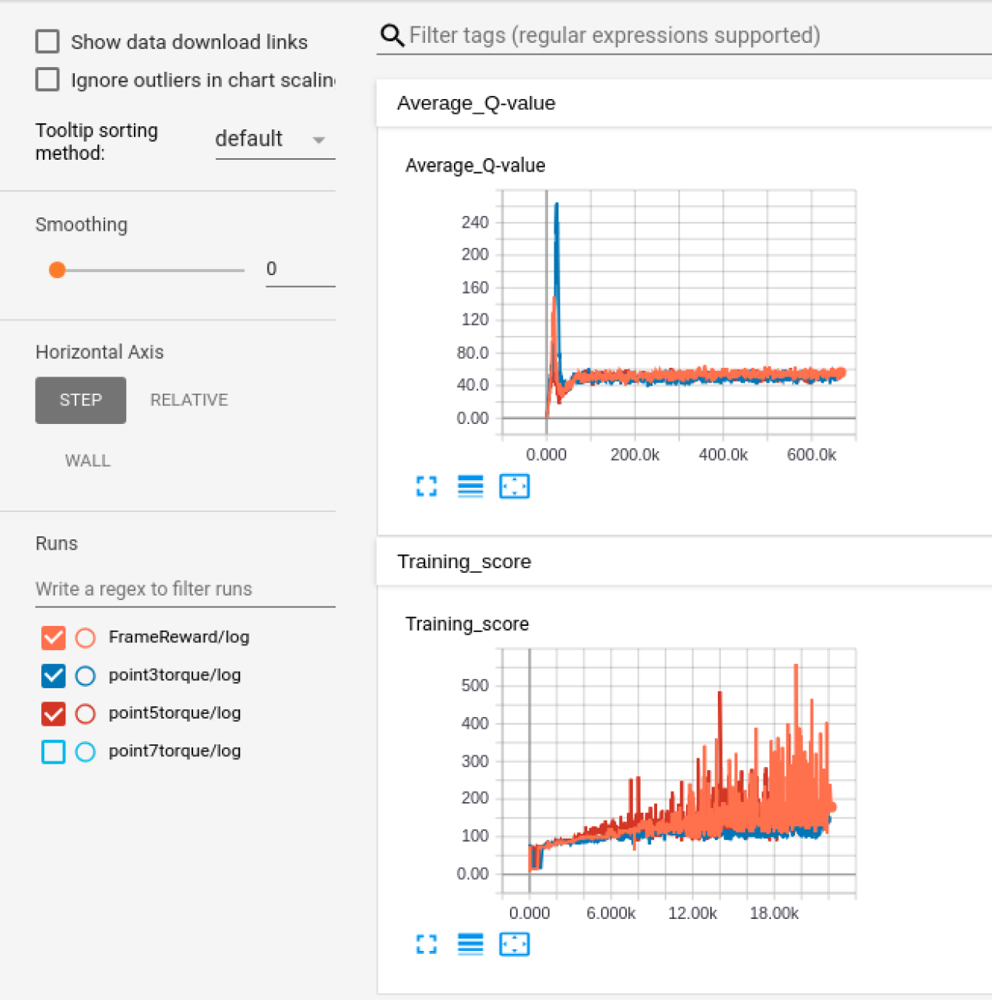 Show data download links
Ignore outliers in chart scalin
Tooltip sorting
method:
default
Smoothing
0
Horizontal Axis
STEP
RELATIVE
WALL
Runs
Write a regex to filter runs
FrameReward/log
point3torque/log
point5torque/log
point7torque/log
Filter tags (regular expressions supported)
Average_Q-value
Average_Q-value
240
200
160
120
80.0
40.0
0.00
0.000 200.0k 400.0k 600.0k
Training_score
Training_score
500
400
300
200
100
0.00
0.000 6.000k 12.00k 18.00k